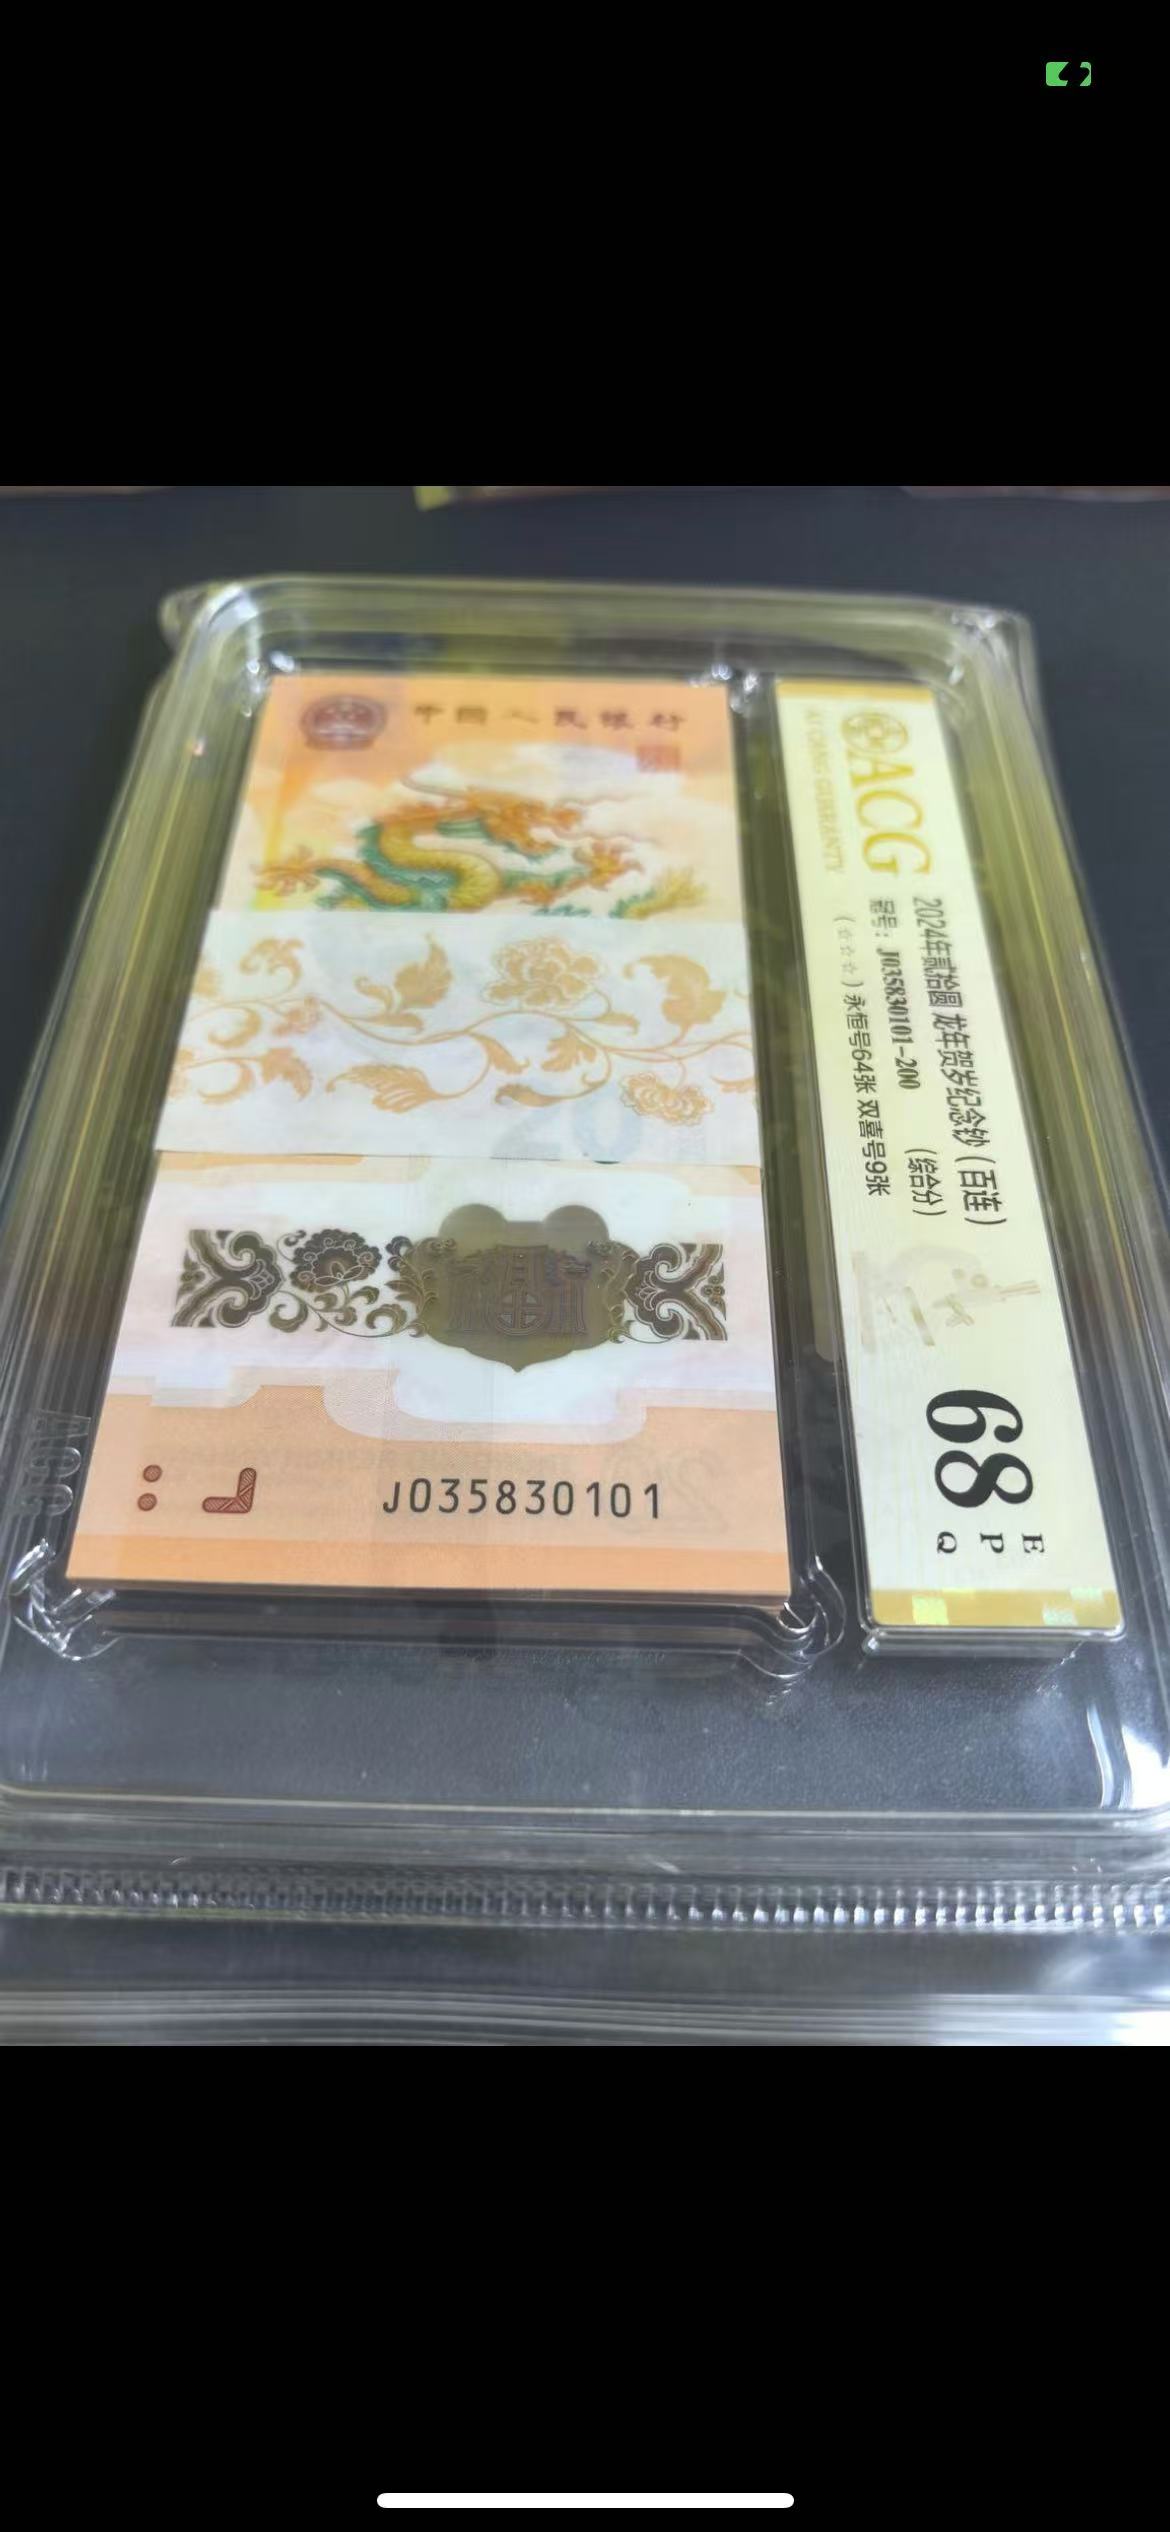 中国人民银行
J035830101
ACG
AI CANG GUARANTY
2024年贰拾圆 龙年贺岁纪念钞（百连）
冠号：J035830101-200 （综合分）
（☆☆☆）永恒号64张 双喜号9张
68
E
P
Q
ACG